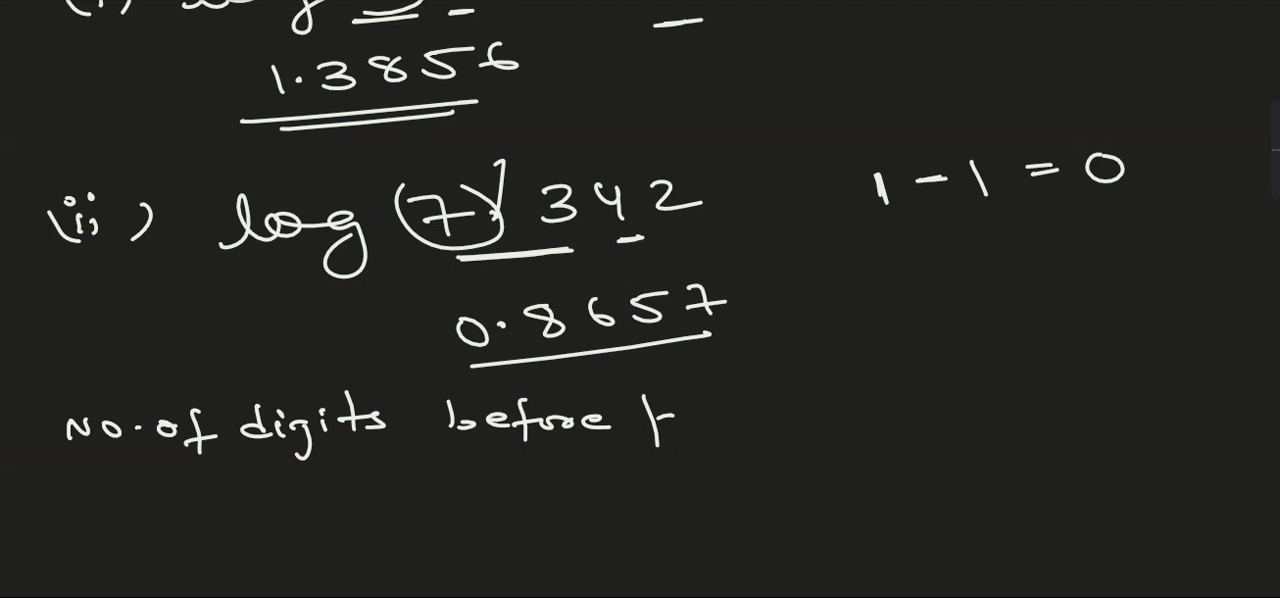 1.3856
(ii) log (7) 342 1 - 1 = 0
0.8657
No. of digits before